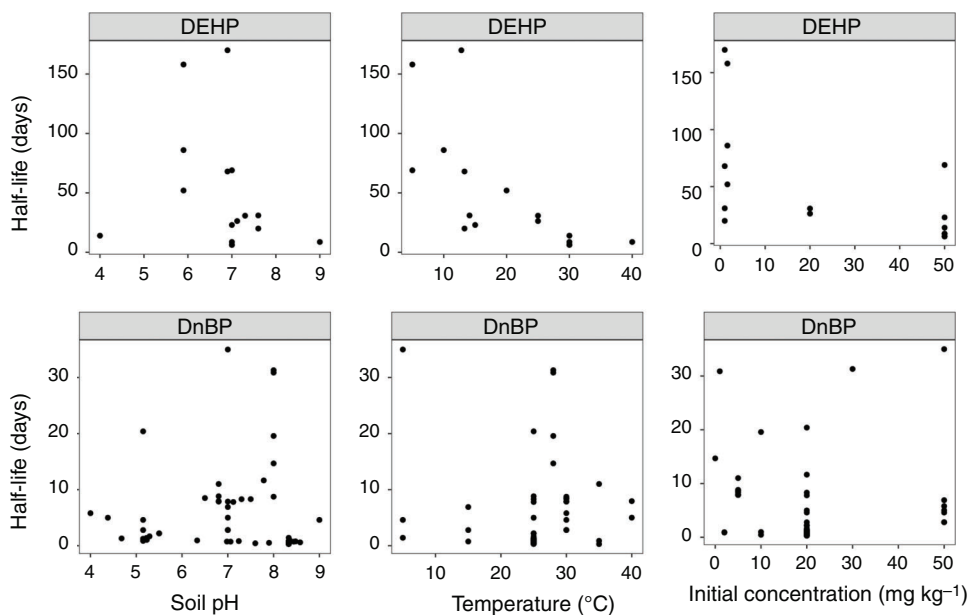 DEHP
DEHP
DEHP
Half-life (days)
150
100
50
0
4 5 6 7 8 9
150
100
50
0
10 20 30 40
150
100
50
0
0 10 20 30 40 50
DnBP
DnBP
DnBP
Half-life (days)
30
20
10
0
4 5 6 7 8 9
Soil pH
30
20
10
0
10 20 30 40
Temperature (°C)
30
20
10
0
0 10 20 30 40 50
Initial concentration (mg kg⁻¹)